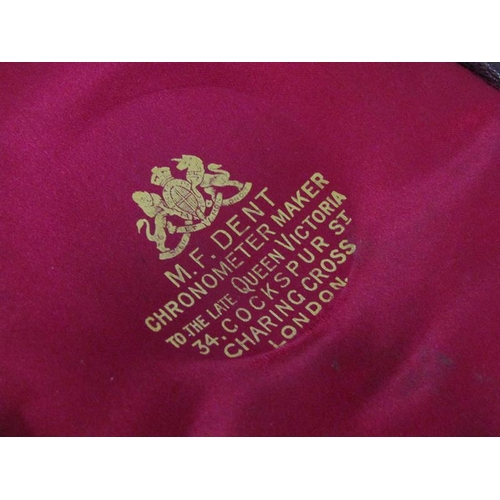 M.F. DENT
CHRONOMETER MAKER
TO THE LATE QUEEN VICTORIA
34. COCKSPUR ST
CHARING CROSS
LONDON.